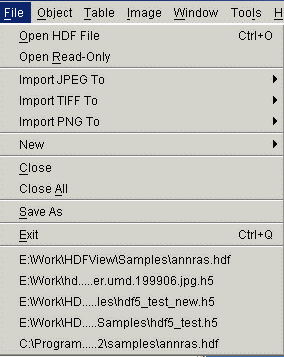 File Object Table Image Window Tools H
Open HDF File Ctrl+O
Open Read-Only
Import JPEG To
Import TIFF To
Import PNG To
New
Close
Close All
Save As
Exit Ctrl+Q
E:\Work\HDFView\Samples\annras.hdf
E:\Work\hd.....er.umd.199906.jpg.h5
E:\Work\HD.....les\hdf5_test_new.h5
E:\Work\HD.....Samples\hdf5_test.h5
C:\Program.....2\samples\annras.hdf